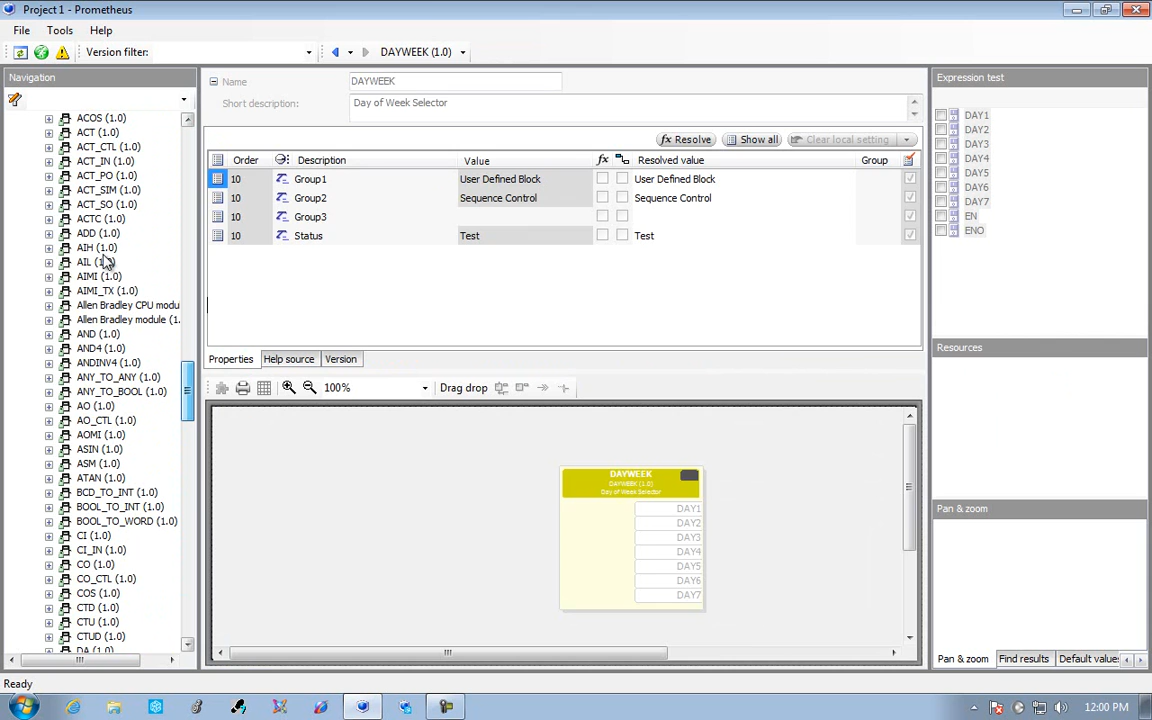 Project 1 - Prometheus
File Tools Help
Version filter: DAYWEEK (1.0)
Navigation
ACOS (1.0)
ACT (1.0)
ACT_CTL (1.0)
ACT_IN (1.0)
ACT_PO (1.0)
ACT_SIM (1.0)
ACT_SO (1.0)
ACTC (1.0)
ADD (1.0)
AIH (1.0)
AIL (1.0)
AIMI (1.0)
AIMI_TX (1.0)
Allen Bradley CPU modu
Allen Bradley module (1.
AND (1.0)
AND4 (1.0)
ANDINV4 (1.0)
ANY_TO_ANY (1.0)
ANY_TO_BOOL (1.0)
AO (1.0)
AO_CTL (1.0)
AOMI (1.0)
ASIN (1.0)
ASM (1.0)
ATAN (1.0)
BCD_TO_INT (1.0)
BOOL_TO_INT (1.0)
BOOL_TO_WORD (1.0)
CI (1.0)
CI_IN (1.0)
CO (1.0)
CO_CTL (1.0)
COS (1.0)
CTD (1.0)
CTU (1.0)
CTUD (1.0)
DA (1.0)
Name DAYWEEK
Short description: Day of Week Selector
fx Resolve Show all Clear local setting
Order Description Value fx Resolved value Group
10 Group1 User Defined Block User Defined Block
10 Group2 Sequence Control Sequence Control
10 Group3
10 Status Test Test
Properties Help source Version
100% Drag drop
DAYWEEK
DAYWEEK (1.0)
Day of Week Selector
DAY1
DAY2
DAY3
DAY4
DAY5
DAY6
DAY7
Expression test
DAY1
DAY2
DAY3
DAY4
DAY5
DAY6
DAY7
EN
ENO
Resources
Pan & zoom
Pan & zoom Find results Default value
Ready
12:00 PM